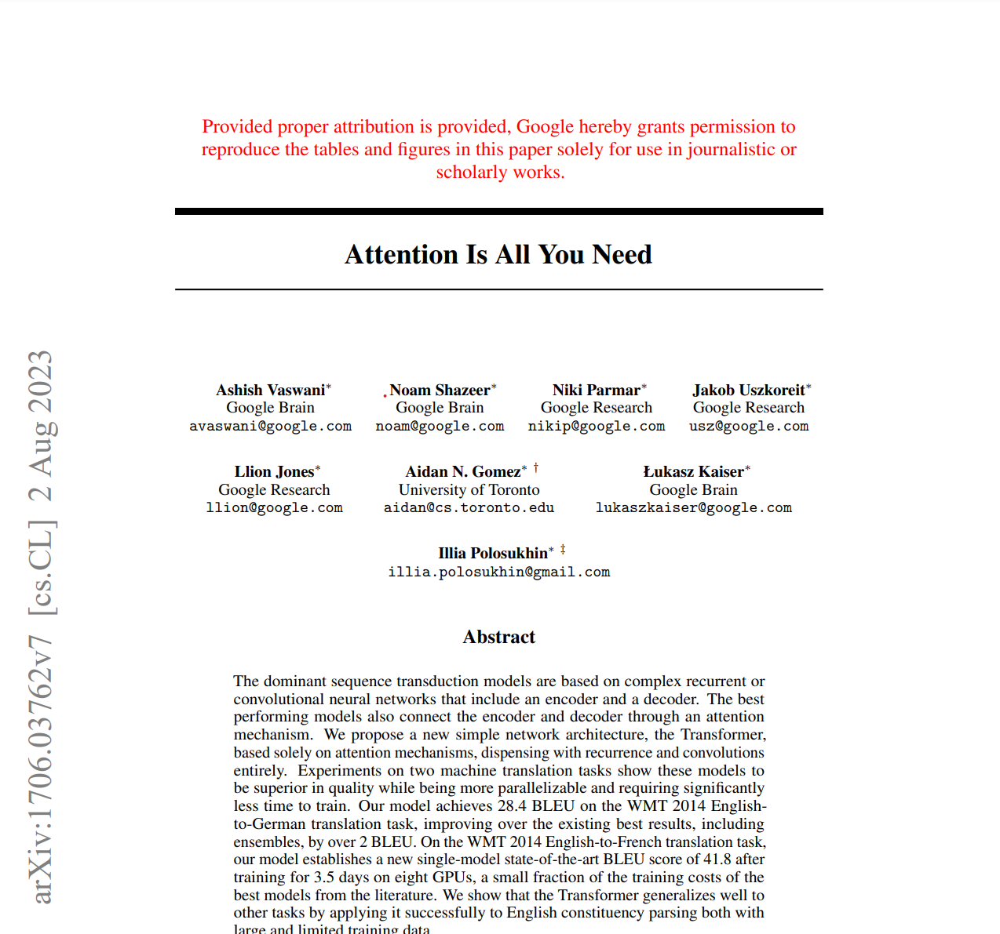 Provided proper attribution is provided, Google hereby grants permission to
reproduce the tables and figures in this paper solely for use in journalistic or
scholarly works.
Attention Is All You Need
Ashish Vaswani* Noam Shazeer* Niki Parmar* Jakob Uszkoreit*
Google Brain Google Brain Google Research Google Research
avaswani@google.com noam@google.com nikip@google.com usz@google.com
Llion Jones* Aidan N. Gomez* † Łukasz Kaiser*
Google Research University of Toronto Google Brain
llion@google.com aidan@cs.toronto.edu lukaszkaiser@google.com
Illia Polosukhin* ‡
illia.polosukhin@gmail.com
Abstract
The dominant sequence transduction models are based on complex recurrent or
convolutional neural networks that include an encoder and a decoder. The best
performing models also connect the encoder and decoder through an attention
mechanism. We propose a new simple network architecture, the Transformer,
based solely on attention mechanisms, dispensing with recurrence and convolutions
entirely. Experiments on two machine translation tasks show these models to
be superior in quality while being more parallelizable and requiring significantly
less time to train. Our model achieves 28.4 BLEU on the WMT 2014 English-
to-German translation task, improving over the existing best results, including
ensembles, by over 2 BLEU. On the WMT 2014 English-to-French translation task,
our model establishes a new single-model state-of-the-art BLEU score of 41.8 after
training for 3.5 days on eight GPUs, a small fraction of the training costs of the
best models from the literature. We show that the Transformer generalizes well to
other tasks by applying it successfully to English constituency parsing both with
large and limited training data
arXiv:1706.03762v7 [cs.CL] 2 Aug 2023